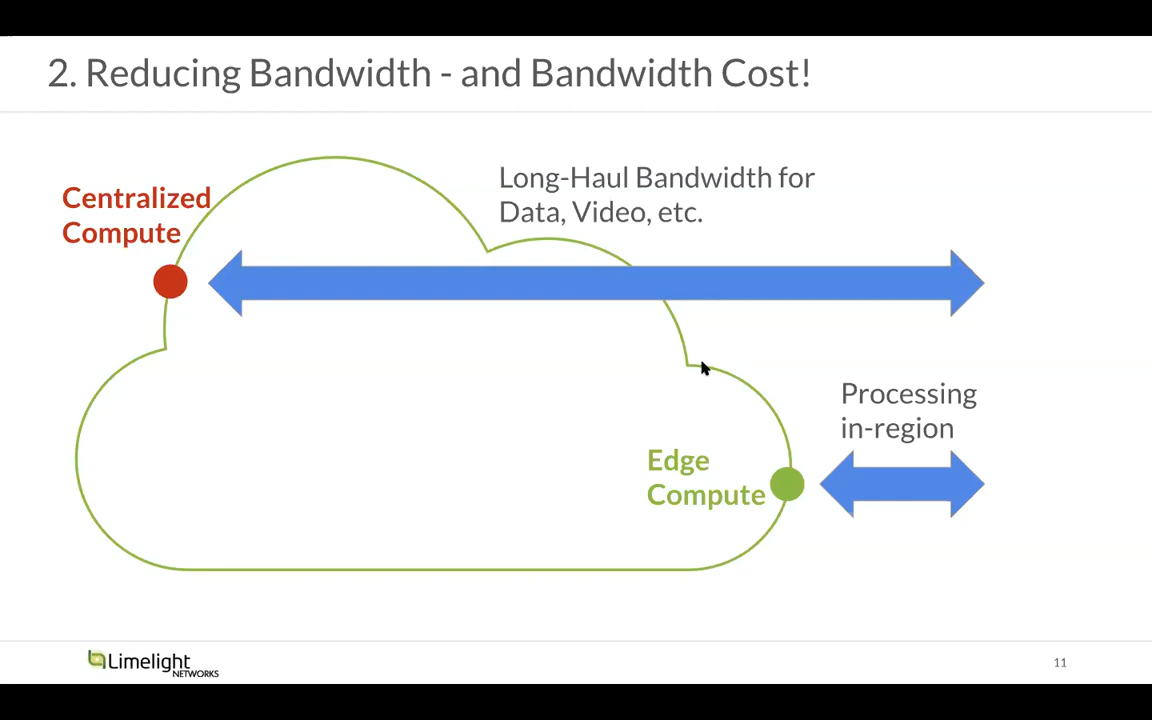 2. Reducing Bandwidth - and Bandwidth Cost!
Centralized
Compute
Long-Haul Bandwidth for
Data, Video, etc.
Processing
in-region
Edge
Compute
Limelight
NETWORKS
11